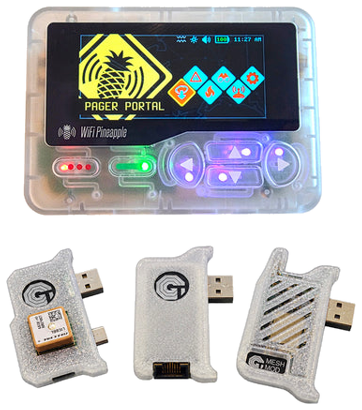 100 11:27 AM
PAGER PORTAL
WiFi Pineapple
MESH
MOD